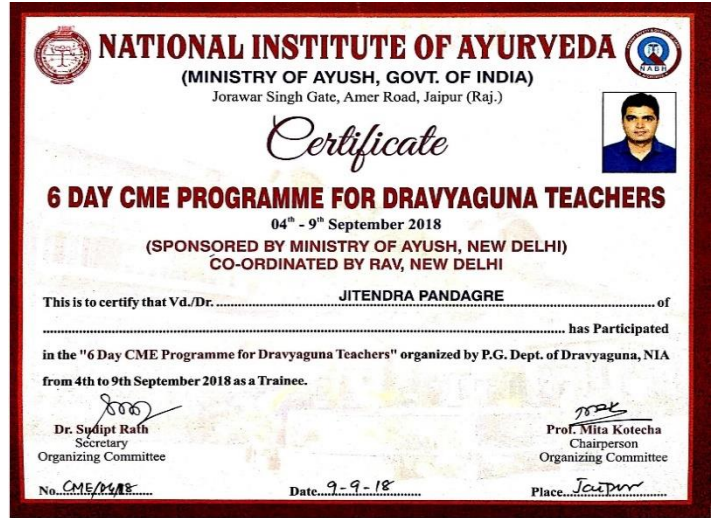 NATIONAL INSTITUTE OF AYURVEDA
NABH
(MINISTRY OF AYUSH, GOVT. OF INDIA)
Jorawar Singh Gate, Amer Road, Jaipur (Raj.)
Certificate
6 DAY CME PROGRAMME FOR DRAVYAGUNA TEACHERS
04th - 9th September 2018
(SPONSORED BY MINISTRY OF AYUSH, NEW DELHI)
CO-ORDINATED BY RAV, NEW DELHI
This is to certify that Vd./Dr. JITENDRA PANDAGRE of
has Participated
in the "6 Day CME Programme for Dravyaguna Teachers" organized by P.G. Dept. of Dravyaguna, NIA
from 4th to 9th September 2018 as a Trainee.
Dr. Sudipt Rath Prof. Mita Kotecha
Secretary Chairperson
Organizing Committee Organizing Committee
No. Date 9-9-18 Place Jaipur